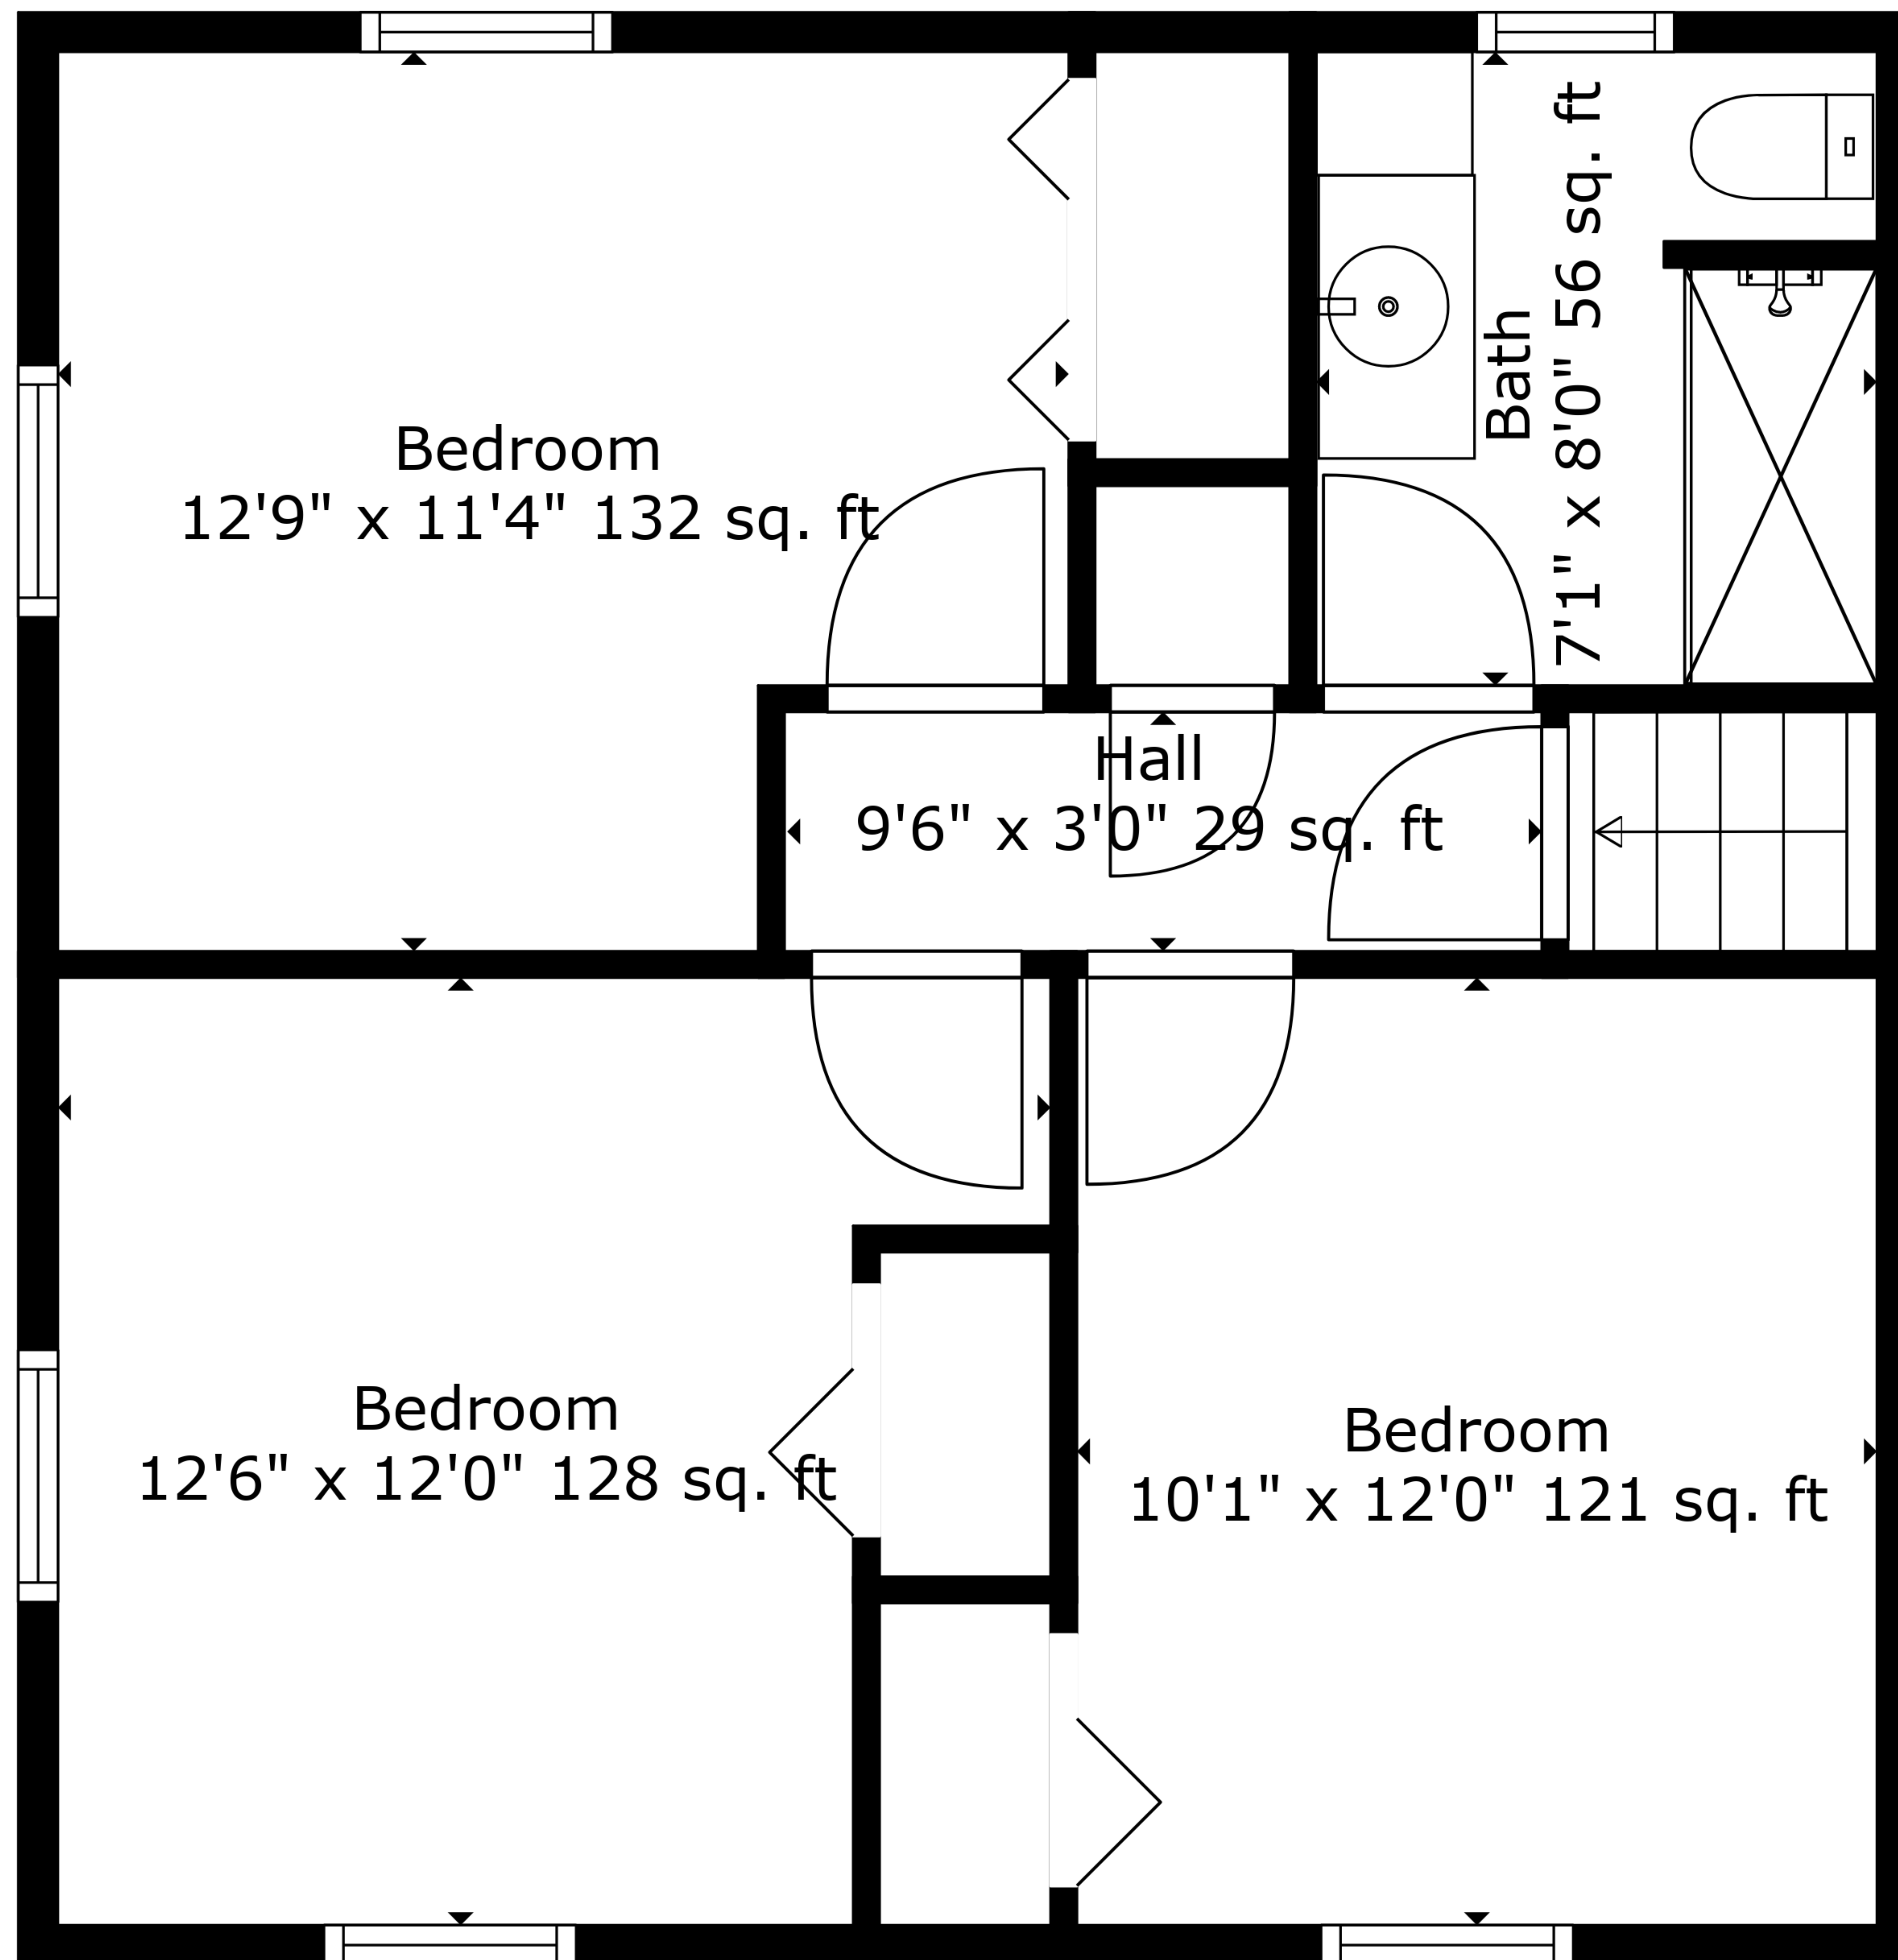 Bedroom
12'9" x 11'4" 132 sq. ft
Bath
7'1" x 8'0" 56 sq. ft
Hall
9'6" x 3'0" 29 sq. ft
Bedroom
12'6" x 12'0" 128 sq. ft
Bedroom
10'1" x 12'0" 121 sq. ft